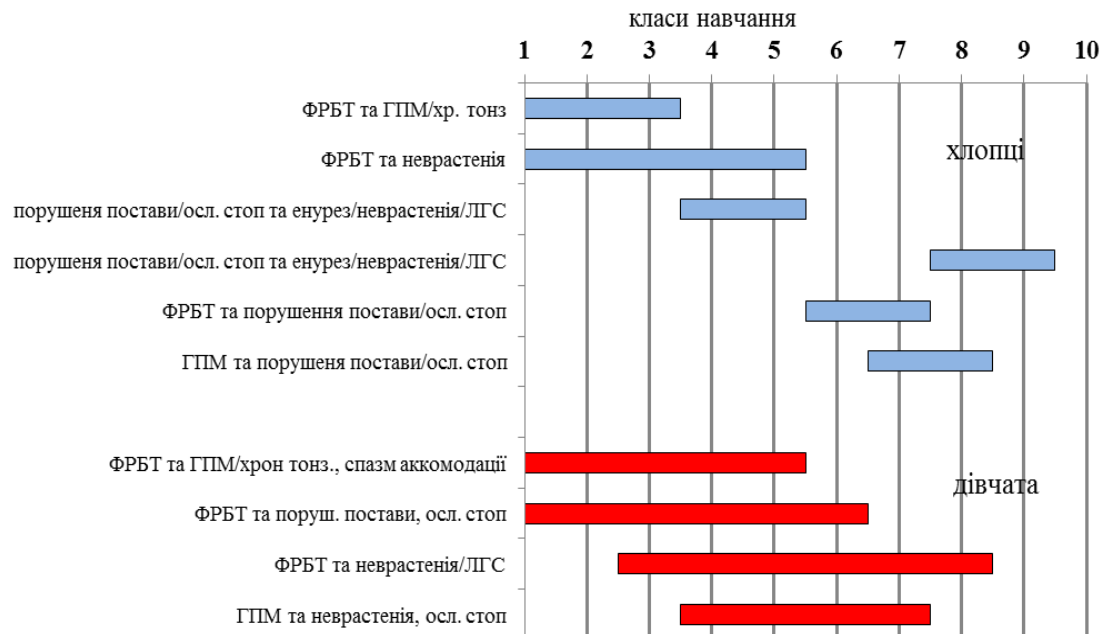 класи навчання
1 2 3 4 5 6 7 8 9 10
ФРБТ та ГПМ/хр. тонз
хлопці
ФРБТ та неврастенія
порушеня постави/осл. стоп та енурез/неврастенія/ЛГС
порушеня постави/осл. стоп та енурез/неврастенія/ЛГС
ФРБТ та порушення постави/осл. стоп
ГПМ та порушеня постави/осл. стоп
ФРБТ та ГПМ/хрон тонз., спазм аккомодації
дівчата
ФРБТ та поруш. постави, осл. стоп
ФРБТ та неврастенія/ЛГС
ГПМ та неврастенія, осл. стоп